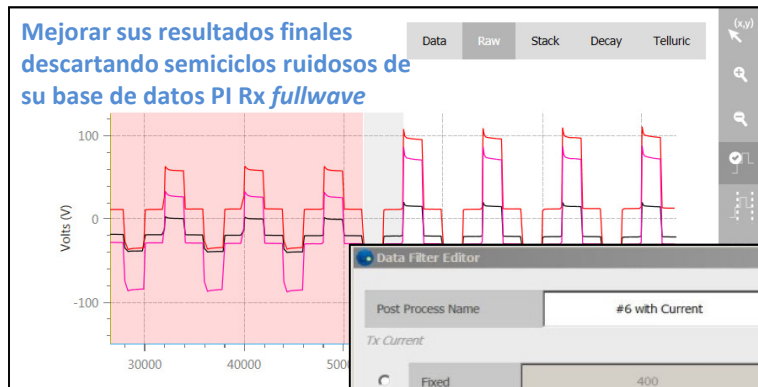 Mejorar sus resultados finales
descartando semiciclos ruidosos de
su base de datos PI Rx fullwave
Data Raw Stack Decay Telluric
(x,y)
100
0
-100
Volts (V)
30000 40000
Data Filter Editor
Post Process Name #6 with Current
Tx Current
Fixed 400